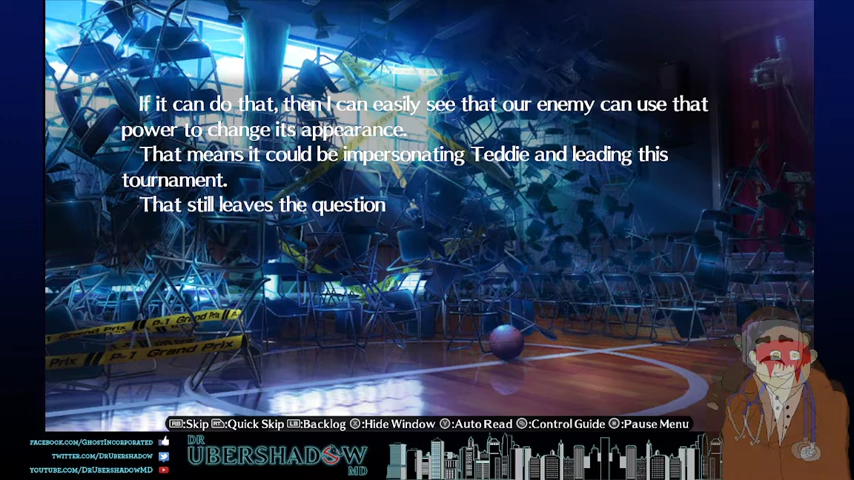 If it can do that, then I can easily see that our enemy can use that
power to change its appearance.
That means it could be impersonating Teddie and leading this
tournament.
That still leaves the question
P-1 Grand Prix
Prix P-1 Grand Prix
RB:Skip RT:Quick Skip LB:Backlog X:Hide Window Y:Auto Read :Control Guide :Pause Menu
FACEBOOK.COM/GHOSTINCORPORATED
TWITTER.COM/DRUBERSHADOW
YOUTUBE.COM/DRUBERSHADOWMD
DR
UBERSHADOW
MD